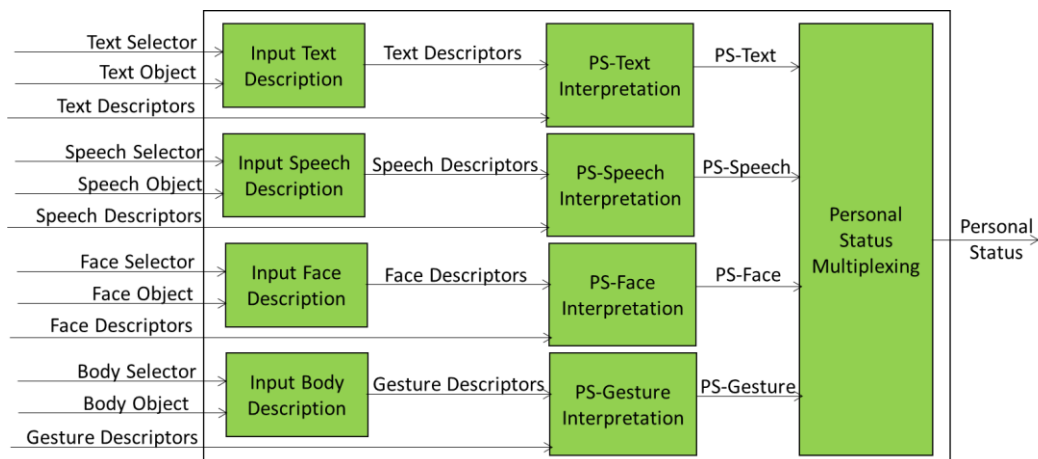 Text Selector
Text Object
Text Descriptors
Input Text
Description
Text Descriptors
PS-Text
Interpretation
PS-Text
Speech Selector
Speech Object
Speech Descriptors
Input Speech
Description
Speech Descriptors
PS-Speech
Interpretation
PS-Speech
Face Selector
Face Object
Face Descriptors
Input Face
Description
Face Descriptors
PS-Face
Interpretation
PS-Face
Body Selector
Body Object
Gesture Descriptors
Input Body
Description
Gesture Descriptors
PS-Gesture
Interpretation
PS-Gesture
Personal
Status
Multiplexing
Personal
Status